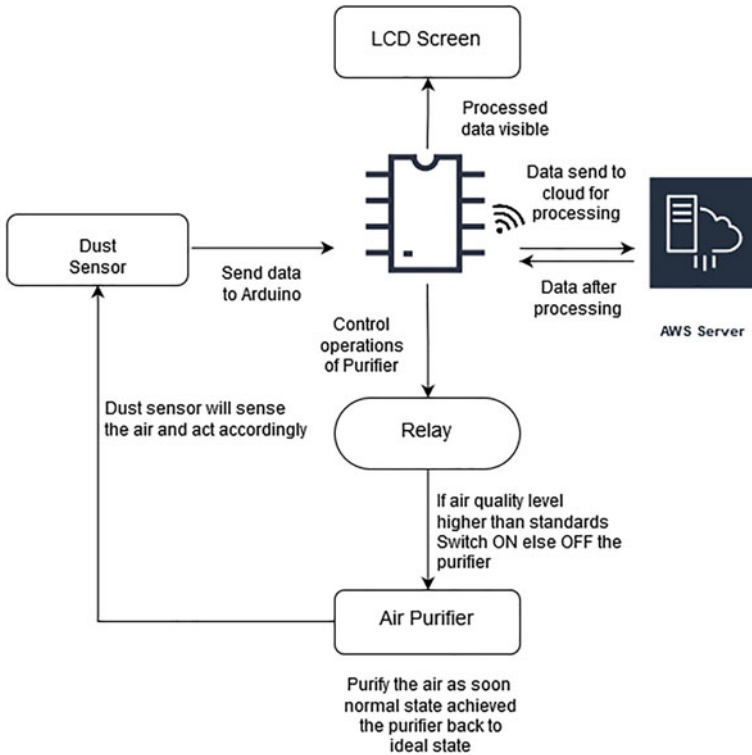 LCD Screen
Processed
data visible
Data send to
cloud for
processing
Dust
Sensor
Send data
to Arduino
Data after
processing
AWS Server
Control
operations
of Purifier
Dust sensor will sense
the air and act accordingly
Relay
If air quality level
higher than standards
Switch ON else OFF the
purifier
Air Purifier
Purify the air as soon
normal state achieved
the purifier back to
ideal state